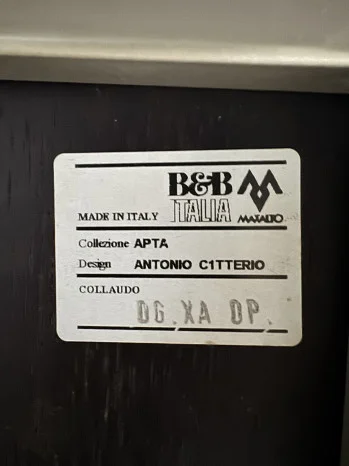 B&B
MADE IN ITALY ITALIA MAXALTO
Collezione APTA
Design ANTONIO C1TTERIO
COLLAUDO
DG.XA DP.